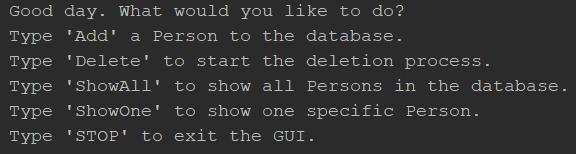 Good day. What would you like to do?
Type 'Add' a Person to the database.
Type 'Delete' to start the deletion process.
Type 'ShowAll' to show all Persons in the database.
Type 'ShowOne' to show one specific Person.
Type 'STOP' to exit the GUI.